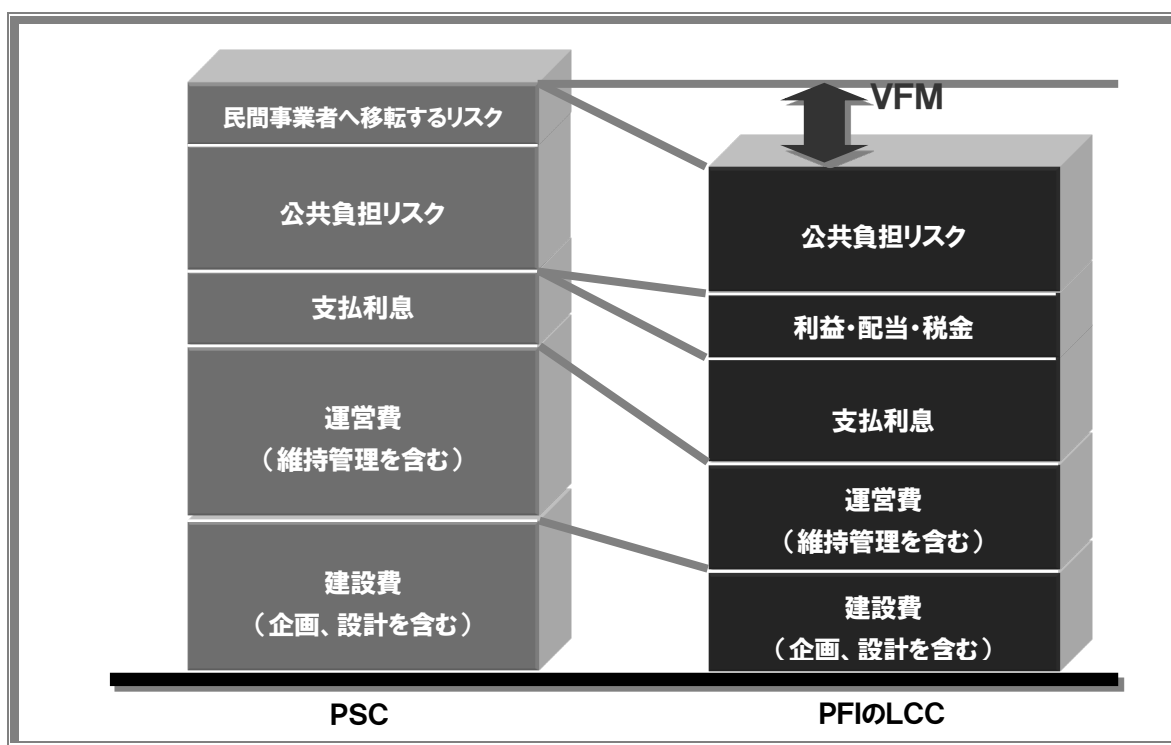 VFM
民間事業者へ移転するリスク
公共負担リスク
支払利息
運営費
（維持管理を含む）
建設費
（企画、設計を含む）
PSC
公共負担リスク
利益・配当・税金
支払利息
運営費
（維持管理を含む）
建設費
（企画、設計を含む）
PFIのLCC